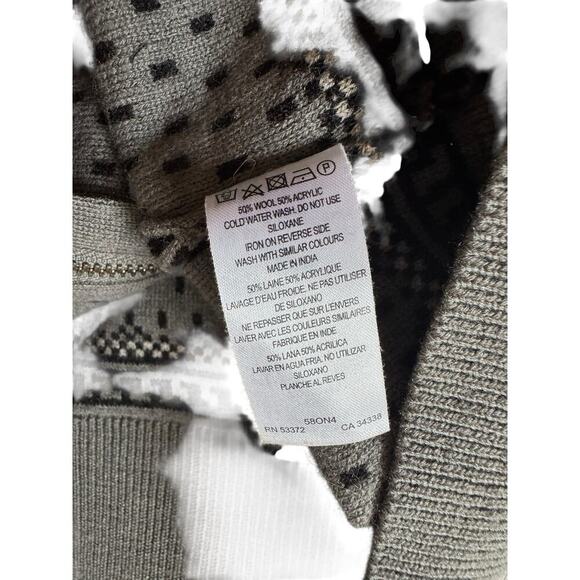 P
50% WOOL 50% ACRYLIC
COLD WATER WASH. DO NOT USE
SILOXANE
IRON ON REVERSE SIDE
WASH WITH SIMILAR COLOURS
MADE IN INDIA
50% LAINE 50% ACRYLIQUE
LAVAGE D'EAU FROIDE. NE PAS UTILISER
DE SILOXANO
NE REPASSER QUE SUR L'ENVERS
LAVER AVEC LES COULEURS SIMILAIRES
FABRIQUE EN INDE
50% LANA 50% ACRILICA
LAVAR EN AGUA FRIA. NO UTILIZAR
SILOXANO
PLANCHE AL REVES
58ON4
RN 53372 CA 34338